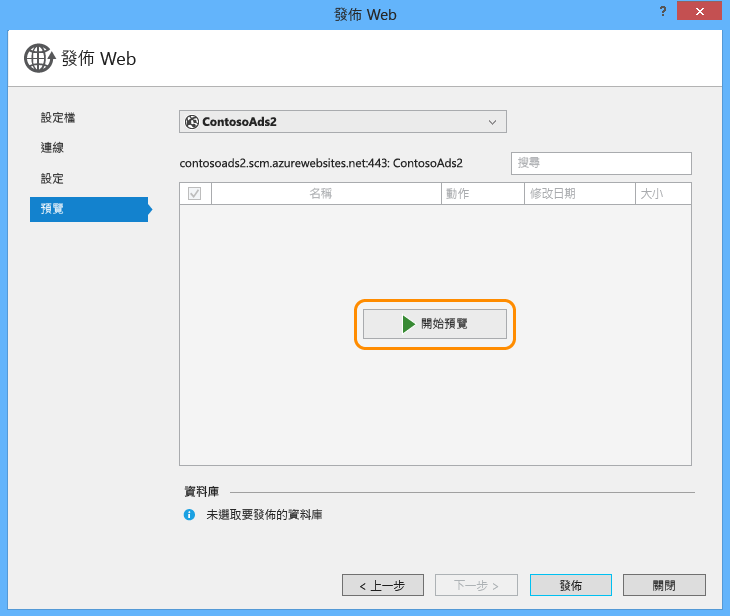 發佈 Web
?
發佈 Web
設定檔
連線
設定
預覽
ContosoAds2
contosoads2.scm.azurewebsites.net:443: ContosoAds2
搜尋
名稱 動作 修改日期 大小
開始預覽
資料庫
未選取要發佈的資料庫
< 上一步 下一步 > 發佈 關閉